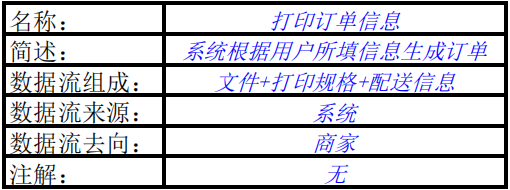 名称： 打印订单信息
简述： 系统根据用户所填信息生成订单
数据流组成： 文件+打印规格+配送信息
数据流来源： 系统
数据流去向： 商家
注解： 无